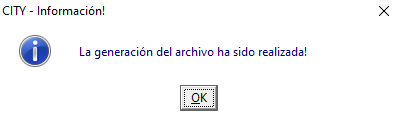 CITY - Información!
La generación del archivo ha sido realizada!
OK